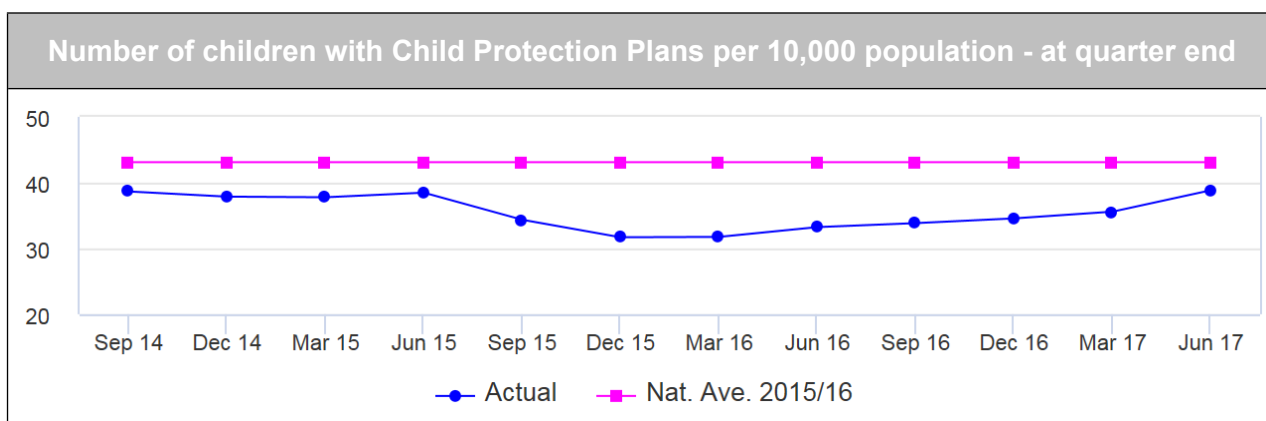 Number of children with Child Protection Plans per 10,000 population - at quarter end
50
40
30
20
Sep 14 Dec 14 Mar 15 Jun 15 Sep 15 Dec 15 Mar 16 Jun 16 Sep 16 Dec 16 Mar 17 Jun 17
Actual Nat. Ave. 2015/16